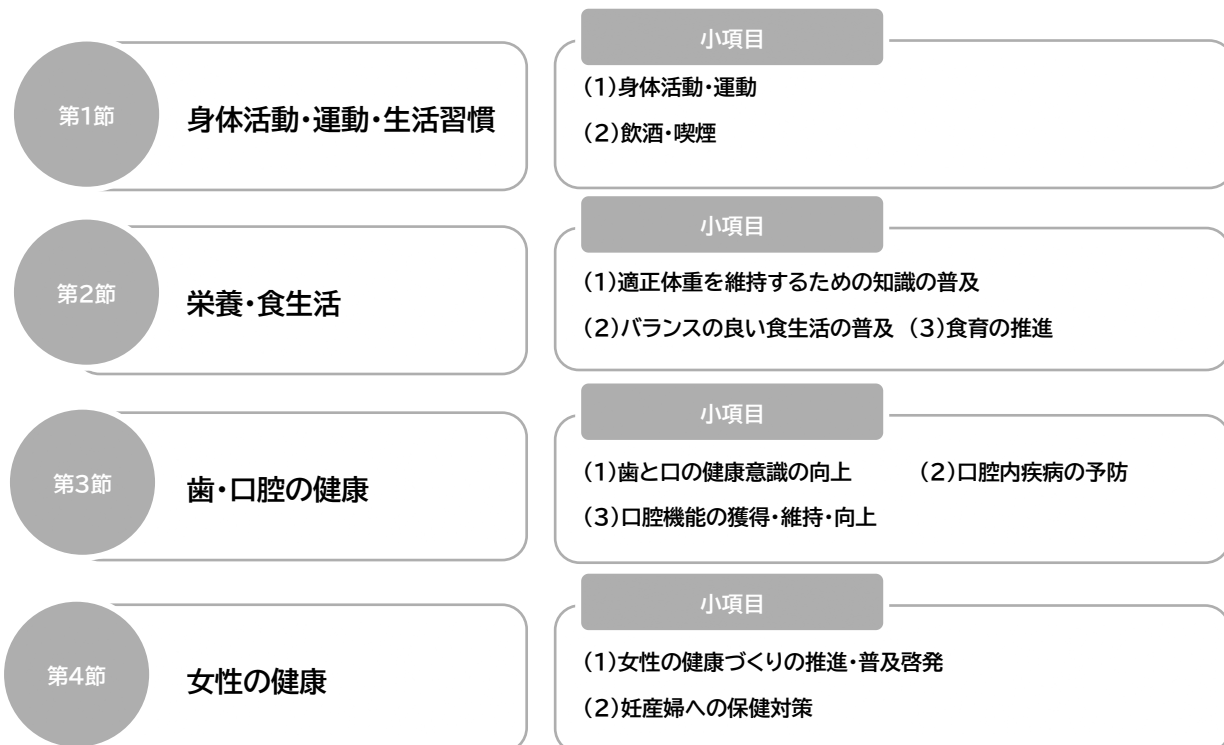 第1節
身体活動・運動・生活習慣
小項目
(1)身体活動・運動
(2)飲酒・喫煙
第2節
栄養・食生活
小項目
(1)適正体重を維持するための知識の普及
(2)バランスの良い食生活の普及 (3)食育の推進
第3節
歯・口腔の健康
小項目
(1)歯と口の健康意識の向上 (2)口腔内疾病の予防
(3)口腔機能の獲得・維持・向上
第4節
女性の健康
小項目
(1)女性の健康づくりの推進・普及啓発
(2)妊産婦への保健対策